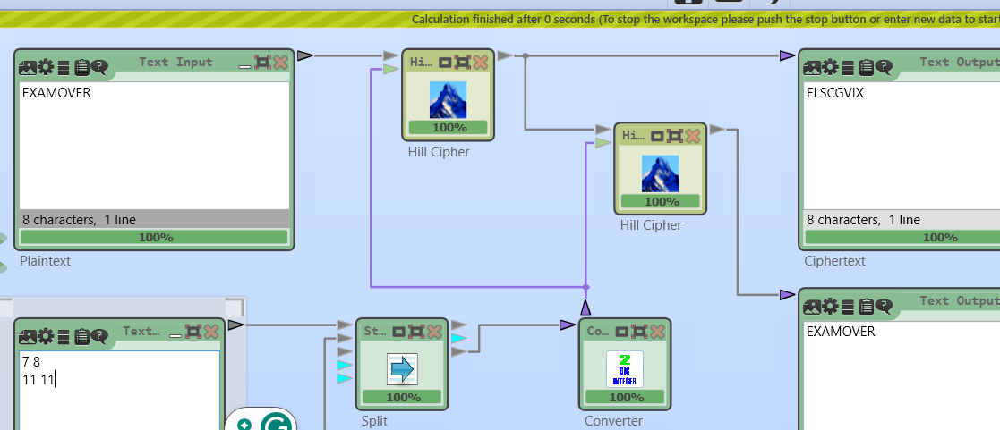 Calculation finished after 0 seconds (To stop the workspace please push the stop button or enter new data to start
Text Input
EXAMOVER
8 characters,  1 line
100%
Plaintext
Hi...
100%
Hill Cipher
Hi...
100%
Hill Cipher
Text Output
ELSCGVIX
8 characters,  1 line
100%
Ciphertext
Text...
7 8
11 11
St...
100%
Split
Co...
2
BIG
INTEGER
100%
Converter
Text Output
EXAMOVER